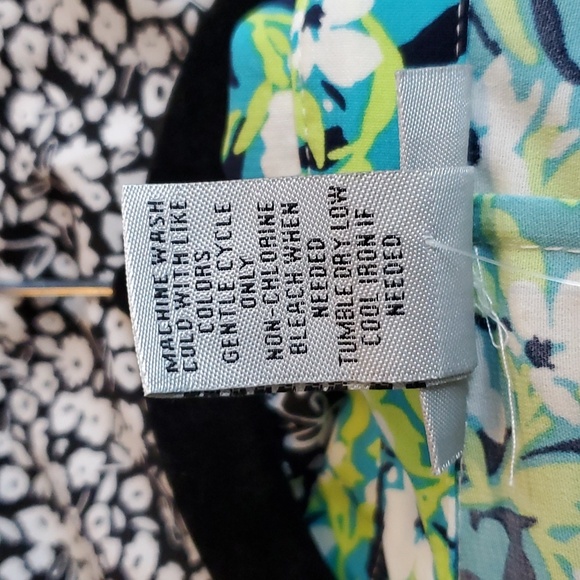 MACHINE WASH
COLD WITH LIKE
COLORS
GENTLE CYCLE
ONLY
NON-CHLORINE
BLEACH WHEN
NEEDED
TUMBLE DRY LOW
COOL IRON IF
NEEDED